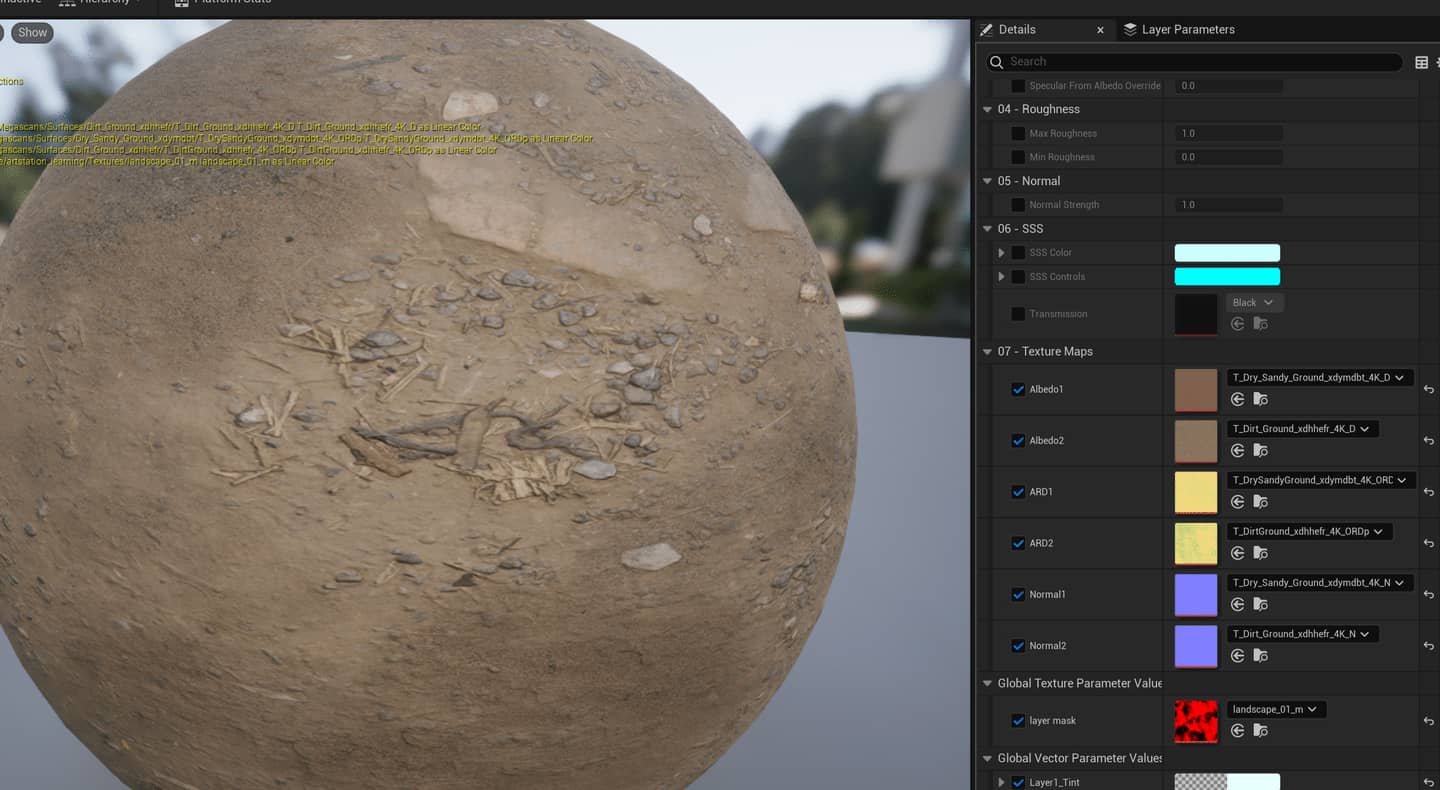 Hierarchy
Platform Stats
Show
Details
Layer Parameters
Search
ctions
Specular From Albedo Override
0.0
04 - Roughness
Max Roughness
1.0
Min Roughness
0.0
05 - Normal
Normal Strength
1.0
06 - SSS
SSS Color
SSS Controls
Transmission
Black
07 - Texture Maps
Albedo1
T_Dry_Sandy_Ground_xdymdbt_4K_D
Albedo2
T_Dirt_Ground_xdhhefr_4K_D
ARD1
T_DrySandyGround_xdymdbt_4K_ORD
ARD2
T_DirtGround_xdhhefr_4K_ORDp
Normal1
T_Dry_Sandy_Ground_xdymdbt_4K_N
Normal2
T_Dirt_Ground_xdhhefr_4K_N
Global Texture Parameter Value
layer mask
landscape_01_m
Global Vector Parameter Values
Layer1_Tint
Megascans/Surfaces/Dirt_Ground_xdhhefr/T_Dirt_Ground_xdhhefr_4K_D.T_Dirt_Ground_xdhhefr_4K_D as Linear Color
gascans/Surfaces/Dry_Sandy_Ground_xdymdbt/T_DrySandyGround_xdymdbt_4K_ORDp.T_DrySandyGround_xdymdbt_4K_ORDp as Linear Color
gascans/Surfaces/Dirt_Ground_xdhhefr/T_DirtGround_xdhhefr_4K_ORDp.T_DirtGround_xdhhefr_4K_ORDp as Linear Color
e/artstation_learning/Textures/landscape_01_m.landscape_01_m as Linear Color